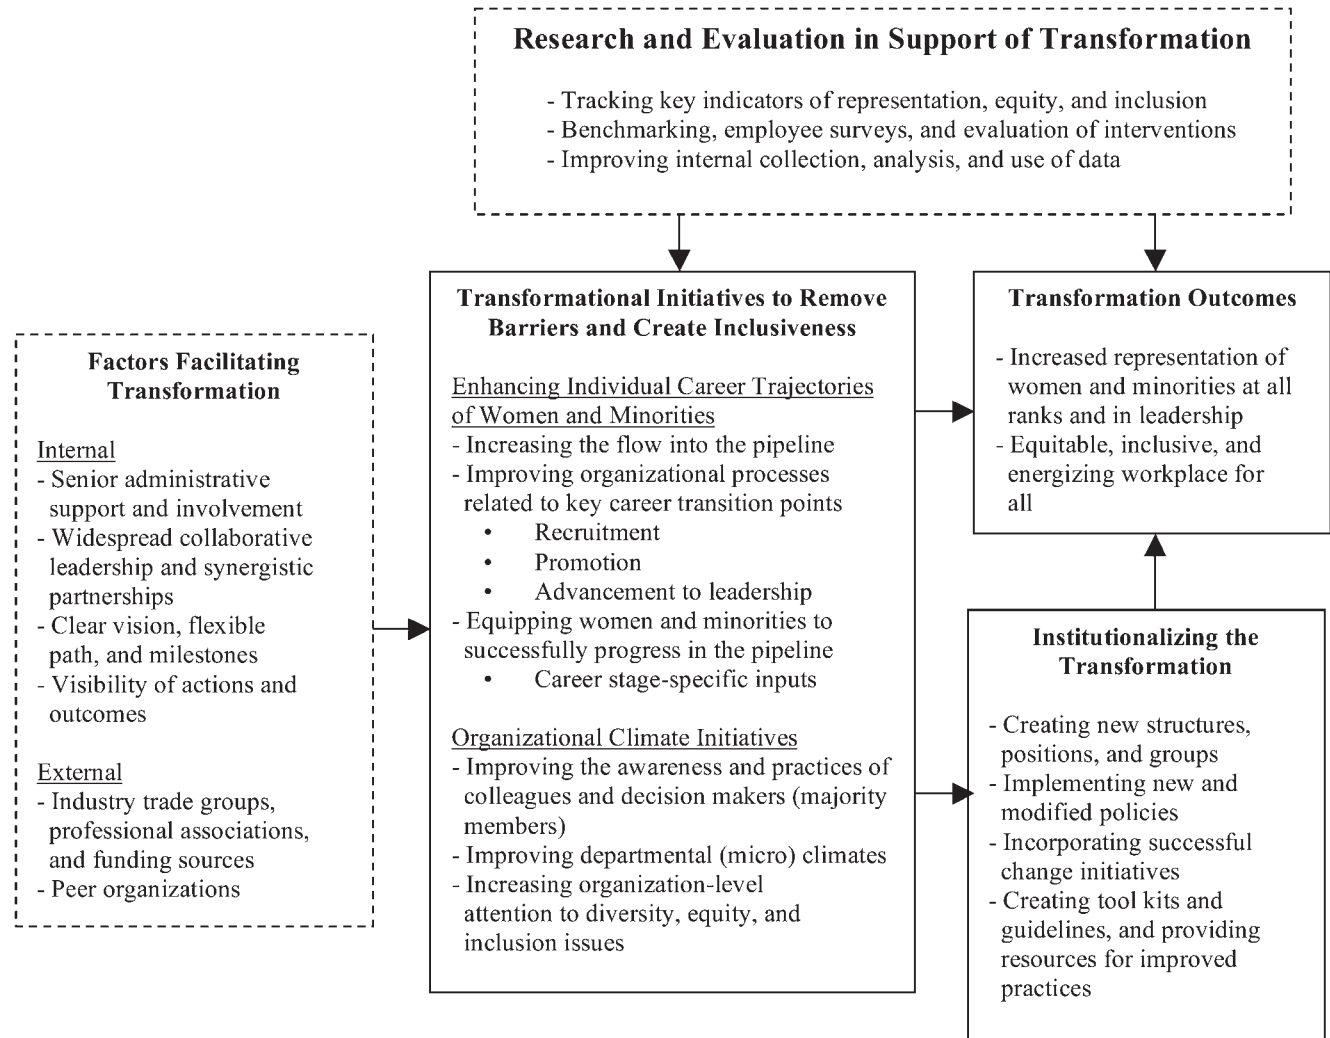 Research and Evaluation in Support of Transformation
- Tracking key indicators of representation, equity, and inclusion
- Benchmarking, employee surveys, and evaluation of interventions
- Improving internal collection, analysis, and use of data
Factors Facilitating
Transformation
Internal
- Senior administrative
support and involvement
- Widespread collaborative
leadership and synergistic
partnerships
- Clear vision, flexible
path, and milestones
- Visibility of actions and
outcomes
External
- Industry trade groups,
professional associations,
and funding sources
- Peer organizations
Transformational Initiatives to Remove
Barriers and Create Inclusiveness
Enhancing Individual Career Trajectories
of Women and Minorities
- Increasing the flow into the pipeline
- Improving organizational processes
related to key career transition points
• Recruitment
• Promotion
• Advancement to leadership
- Equipping women and minorities to
successfully progress in the pipeline
• Career stage-specific inputs
Organizational Climate Initiatives
- Improving the awareness and practices of
colleagues and decision makers (majority
members)
- Improving departmental (micro) climates
- Increasing organization-level
attention to diversity, equity, and
inclusion issues
Transformation Outcomes
- Increased representation of
women and minorities at all
ranks and in leadership
- Equitable, inclusive, and
energizing workplace for
all
Institutionalizing the
Transformation
- Creating new structures,
positions, and groups
- Implementing new and
modified policies
- Incorporating successful
change initiatives
- Creating tool kits and
guidelines, and providing
resources for improved
practices